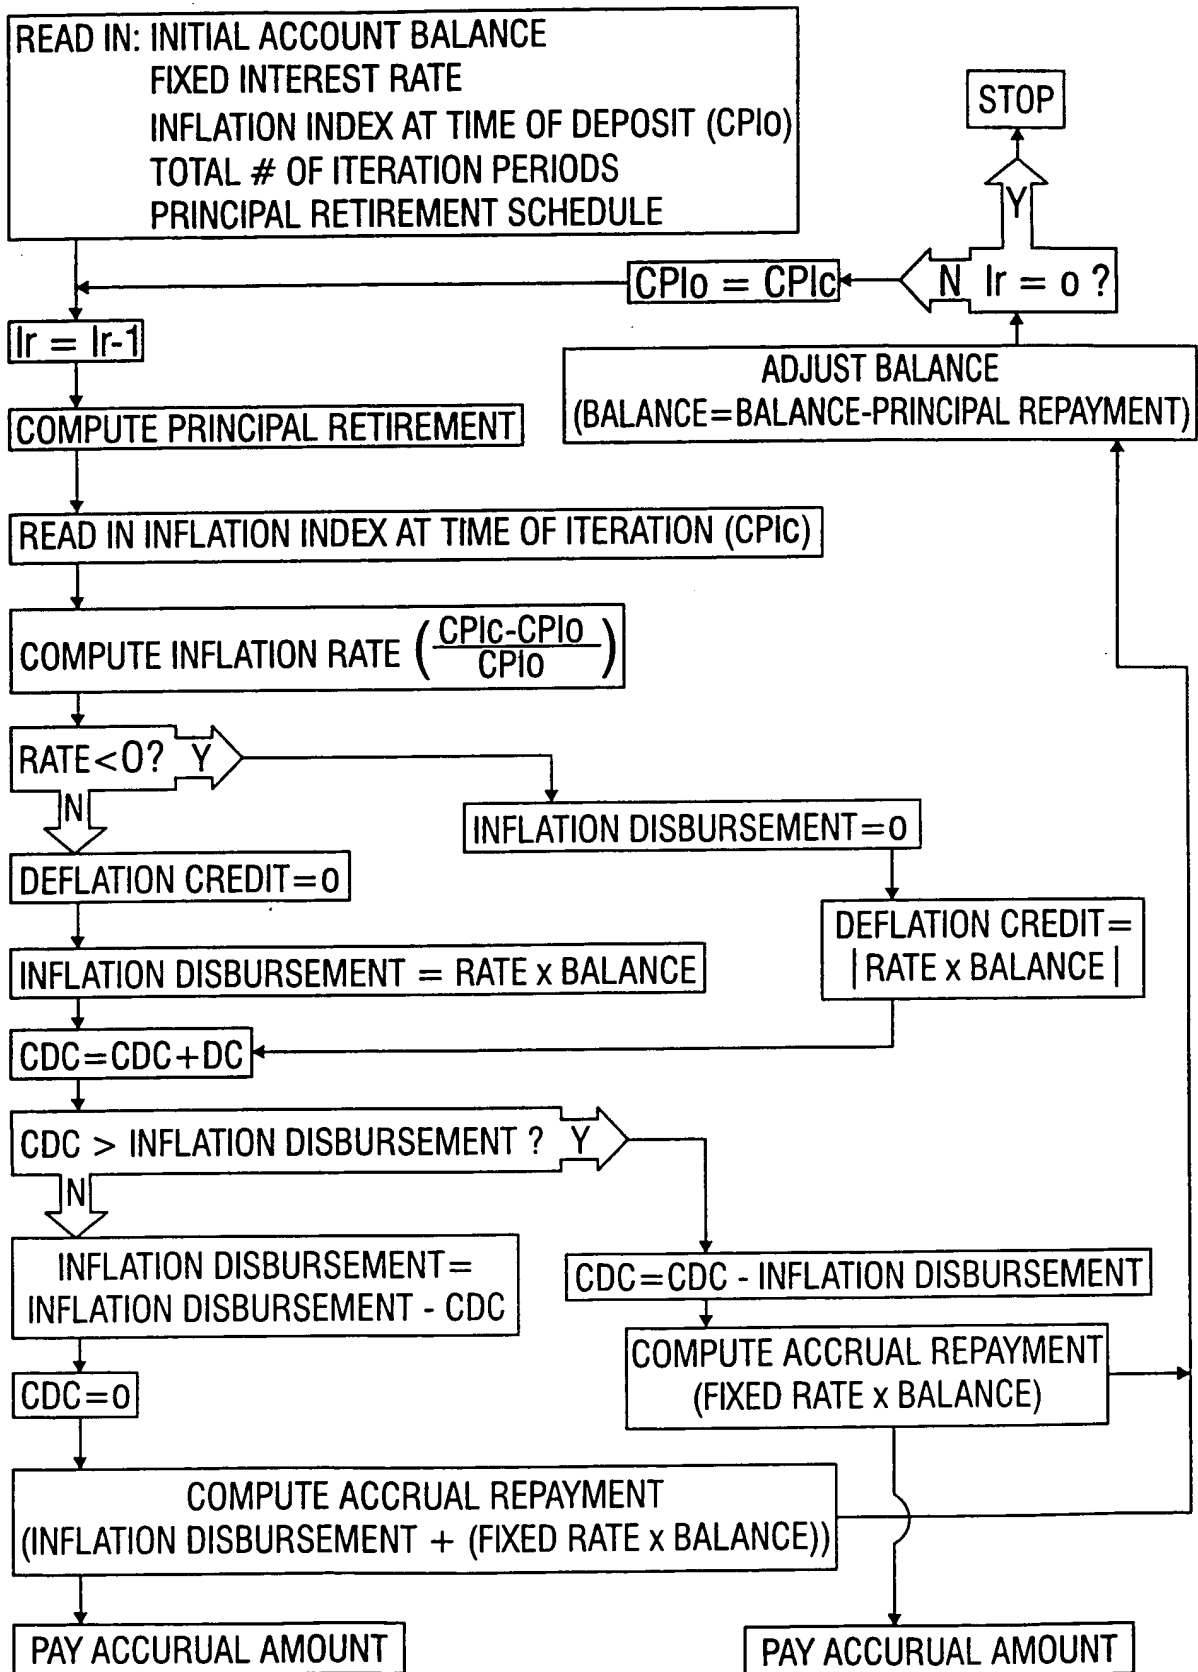 READ IN: INITIAL ACCOUNT BALANCE
FIXED INTEREST RATE
INFLATION INDEX AT TIME OF DEPOSIT (CPIo)
TOTAL # OF ITERATION PERIODS
PRINCIPAL RETIREMENT SCHEDULE
STOP
Y
CPIo = CPIc
N Ir = o ?
Ir = Ir-1
ADJUST BALANCE
(BALANCE=BALANCE-PRINCIPAL REPAYMENT)
COMPUTE PRINCIPAL RETIREMENT
READ IN INFLATION INDEX AT TIME OF ITERATION (CPIc)
COMPUTE INFLATION RATE (CPIc-CPIo
CPIo)
RATE<0? Y
N
INFLATION DISBURSEMENT=o
DEFLATION CREDIT=o
DEFLATION CREDIT=
|RATE x BALANCE|
INFLATION DISBURSEMENT = RATE x BALANCE
CDC=CDC+DC
CDC > INFLATION DISBURSEMENT ? Y
N
INFLATION DISBURSEMENT=
INFLATION DISBURSEMENT - CDC
CDC=CDC - INFLATION DISBURSEMENT
COMPUTE ACCRUAL REPAYMENT
(FIXED RATE x BALANCE)
CDC=o
COMPUTE ACCRUAL REPAYMENT
(INFLATION DISBURSEMENT + (FIXED RATE x BALANCE))
PAY ACCURUAL AMOUNT
PAY ACCURUAL AMOUNT